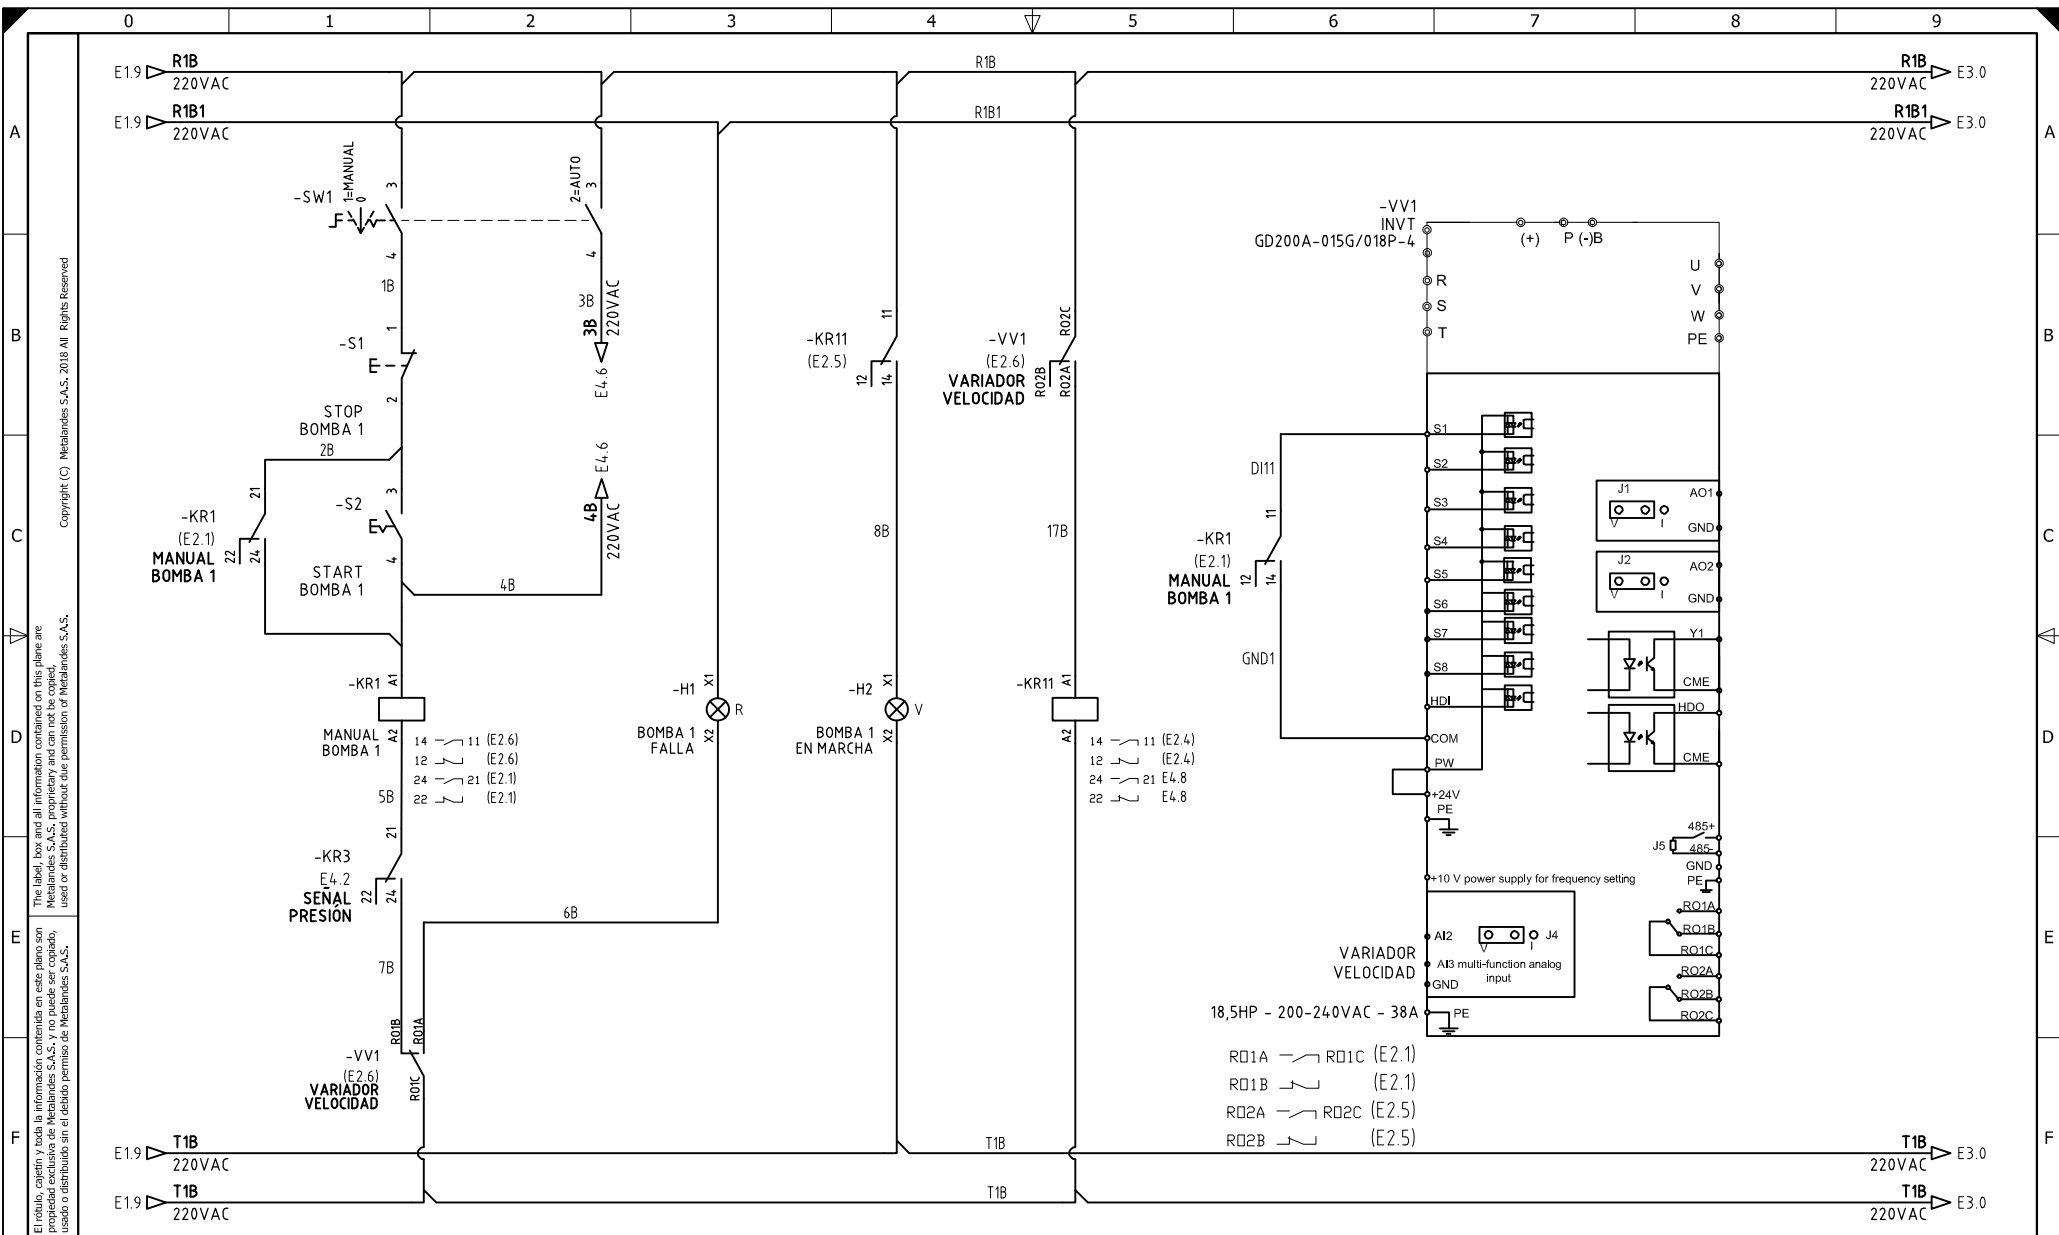 0 1 2 3 4 5 6 7 8 9
A
B
C
D
E
F
A
B
C
D
E
F
Copyright (C) Metalandes S.A.S. 2018 All Rights Reserved
The label, box and all information contained on this plane are
Metalandes S.A.S. proprietary and can not be copied,
used or distributed without due permission of Metalandes S.A.S.
El rótulo, cajetín y toda la información contenida en este plano son
propiedad exclusiva de Metalandes S.A.S. y no puede ser copiado,
usado o distribuido sin el debido permiso de Metalandes S.A.S.
E1.9 R1B
220VAC
R1B
R1B
220VAC E3.0
E1.9 R1B1
220VAC
R1B1
R1B1
220VAC E3.0
-SW1
1=MANUAL
0
3
4
2=AUTO
3
4
1B
3B
3B
220VAC
E4.6
1
-S1
2
STOP
BOMBA 1
2B
21
-KR1
(E2.1)
MANUAL
BOMBA 1
22
24
3
-S2
4
START
BOMBA 1
E4.6
4B
220VAC
4B
-KR1
A1
A2
MANUAL
BOMBA 1
14 11 (E2.6)
12 (E2.6)
24 21 (E2.1)
22 (E2.1)
5B
21
-KR3
E4.2
SEÑAL
PRESIÓN
22
24
7B
6B
RO1B
RO1A
-VV1
(E2.6)
VARIADOR
VELOCIDAD
RO1C
-H1
X1
R
X2
BOMBA 1
FALLA
11
-KR11
(E2.5)
12
14
8B
-H2
X1
V
X2
BOMBA 1
EN MARCHA
RO2C
-VV1
(E2.6)
VARIADOR
VELOCIDAD
RO2B
RO2A
17B
-KR11
A1
A2
14 11 (E2.4)
12 (E2.4)
24 21 E4.8
22 E4.8
DI11
11
-KR1
(E2.1)
MANUAL
BOMBA 1
12
14
GND1
-VV1
INVT
GD200A-015G/018P-4
(+) P (-)B
R
S
T
U
V
W
PE
S1
S2
S3
S4
S5
S6
S7
S8
HDI
COM
PW
+24V
PE
+10 V power supply for frequency setting
AI2
V
I
J4
AI3 multi-function analog
input
GND
PE
VARIADOR
VELOCIDAD
18,5HP - 200-240VAC - 38A
J1
V
I
AO1
GND
J2
V
I
AO2
GND
Y1
CME
HDO
CME
485+
J5
485-
GND
PE
RO1A
RO1B
RO1C
RO2A
RO2B
RO2C
RO1A RO1C (E2.1)
RO1B (E2.1)
RO2A RO2C (E2.5)
RO2B (E2.5)
E1.9 T1B
220VAC
T1B
T1B
220VAC E3.0
E1.9 T1B
220VAC
T1B
T1B
220VAC E3.0